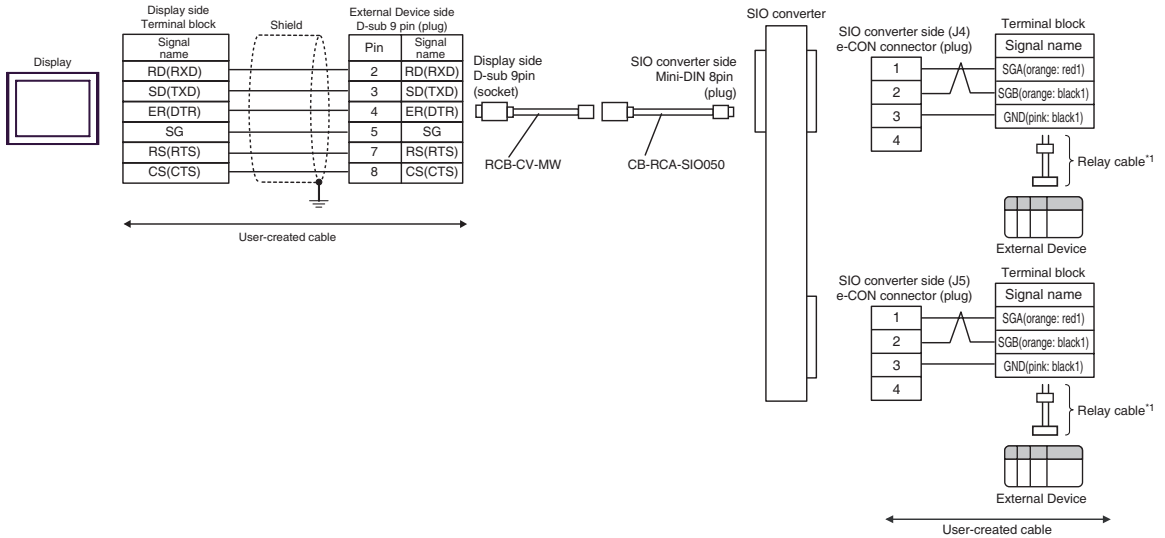 Display
Display side
Terminal block
Signal
name
RD(RXD)
SD(TXD)
ER(DTR)
SG
RS(RTS)
CS(CTS)
Shield
External Device side
D-sub 9 pin (plug)
Pin
Signal
name
2 RD(RXD)
3 SD(TXD)
4 ER(DTR)
5 SG
7 RS(RTS)
8 CS(CTS)
User-created cable
Display side
D-sub 9pin
(socket)
RCB-CV-MW
SIO converter side
Mini-DIN 8pin
(plug)
CB-RCA-SIO050
SIO converter
SIO converter side (J4)
e-CON connector (plug)
1
2
3
4
Terminal block
Signal name
SGA(orange: red1)
SGB(orange: black1)
GND(pink: black1)
Relay cable*1
External Device
SIO converter side (J5)
e-CON connector (plug)
1
2
3
4
Terminal block
Signal name
SGA(orange: red1)
SGB(orange: black1)
GND(pink: black1)
Relay cable*1
External Device
User-created cable